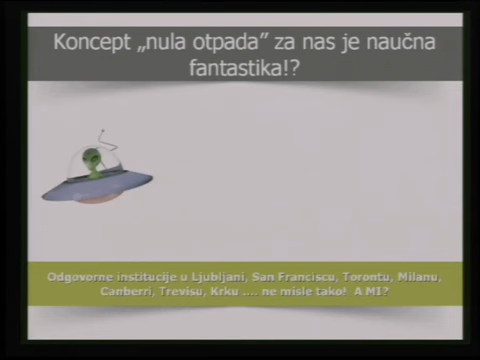 Koncept „nula otpada” za nas je naučna
fantastika!?
Odgovorne institucije u Ljubljani, San Franciscu, Torontu, Milanu,
Canberri, Trevisu, Krku .... ne misle tako!  A MI?